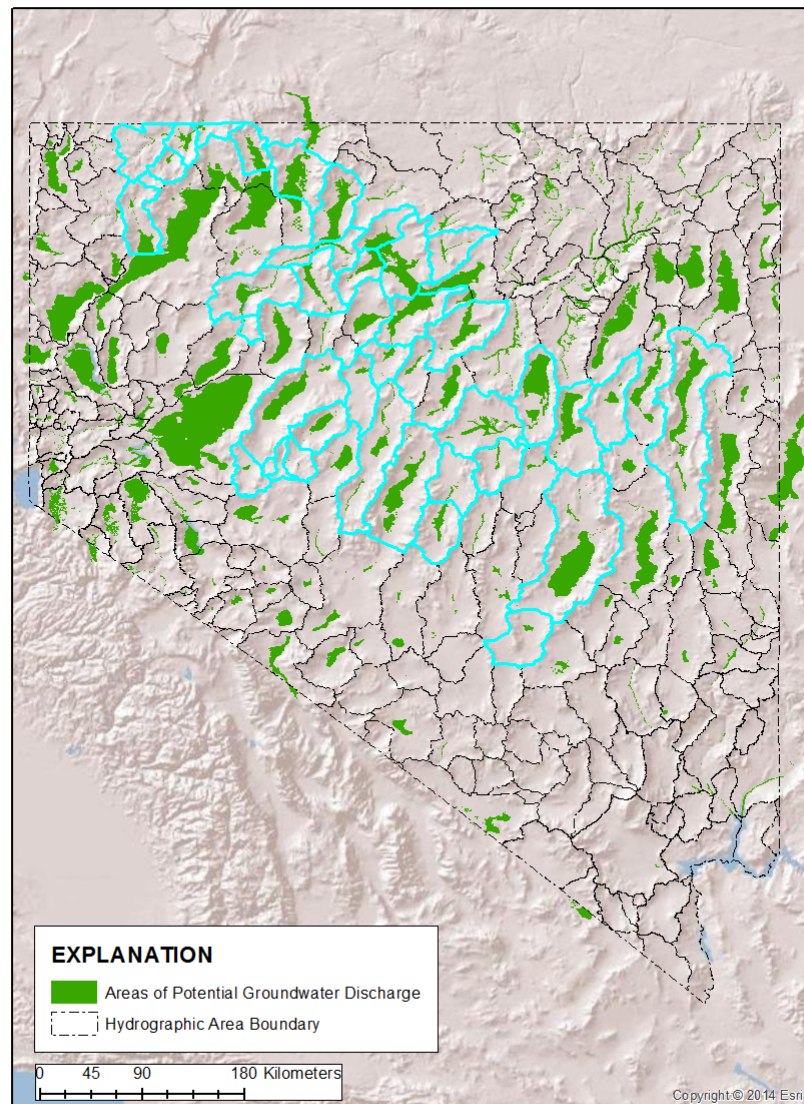 EXPLANATION
Areas of Potential Groundwater Discharge
Hydrographic Area Boundary
0 45 90 180 Kilometers
Copyright © 2014 Esri